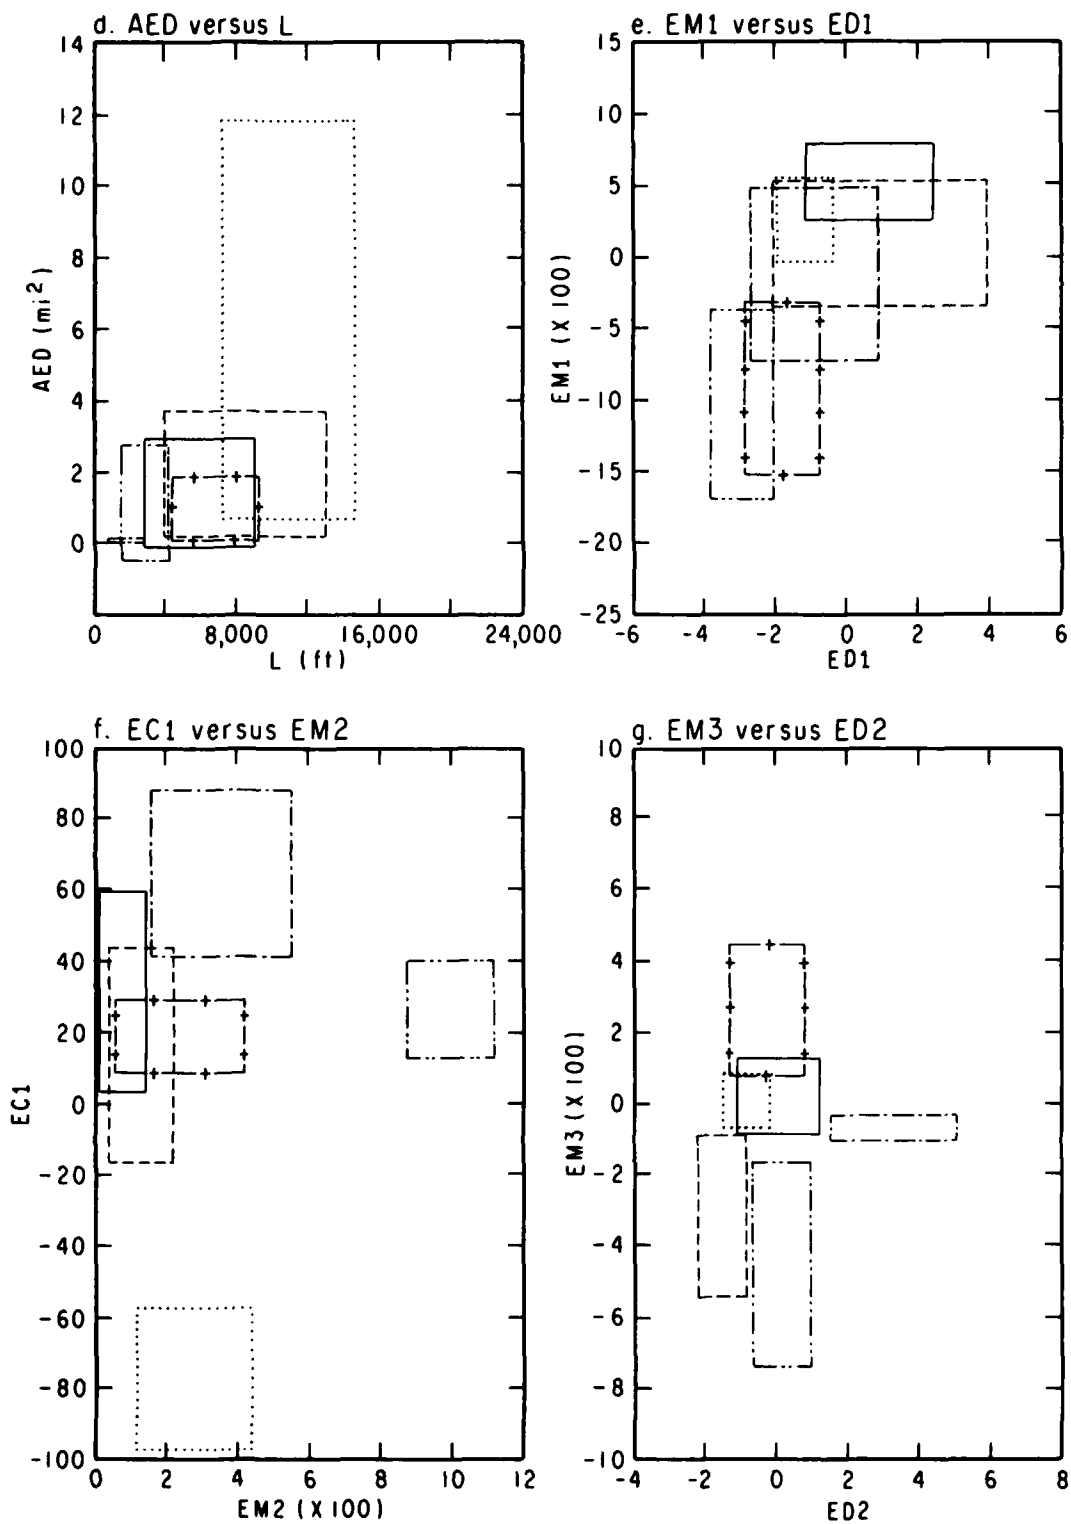 d. AED versus L
14
12
10
8
6
4
2
0
AED (mi²)
0 8,000 16,000 24,000
L (ft)
e. EM1 versus ED1
15
10
5
0
-5
-10
-15
-20
-25
EM1 (X 100)
-6 -4 -2 0 2 4 6
ED1
f. EC1 versus EM2
100
80
60
40
20
0
-20
-40
-60
-80
-100
EC1
0 2 4 6 8 10 12
EM2 (X 100)
g. EM3 versus ED2
10
8
6
4
2
0
-2
-4
-6
-8
-10
EM3 (X 100)
-4 -2 0 2 4 6 8
ED2